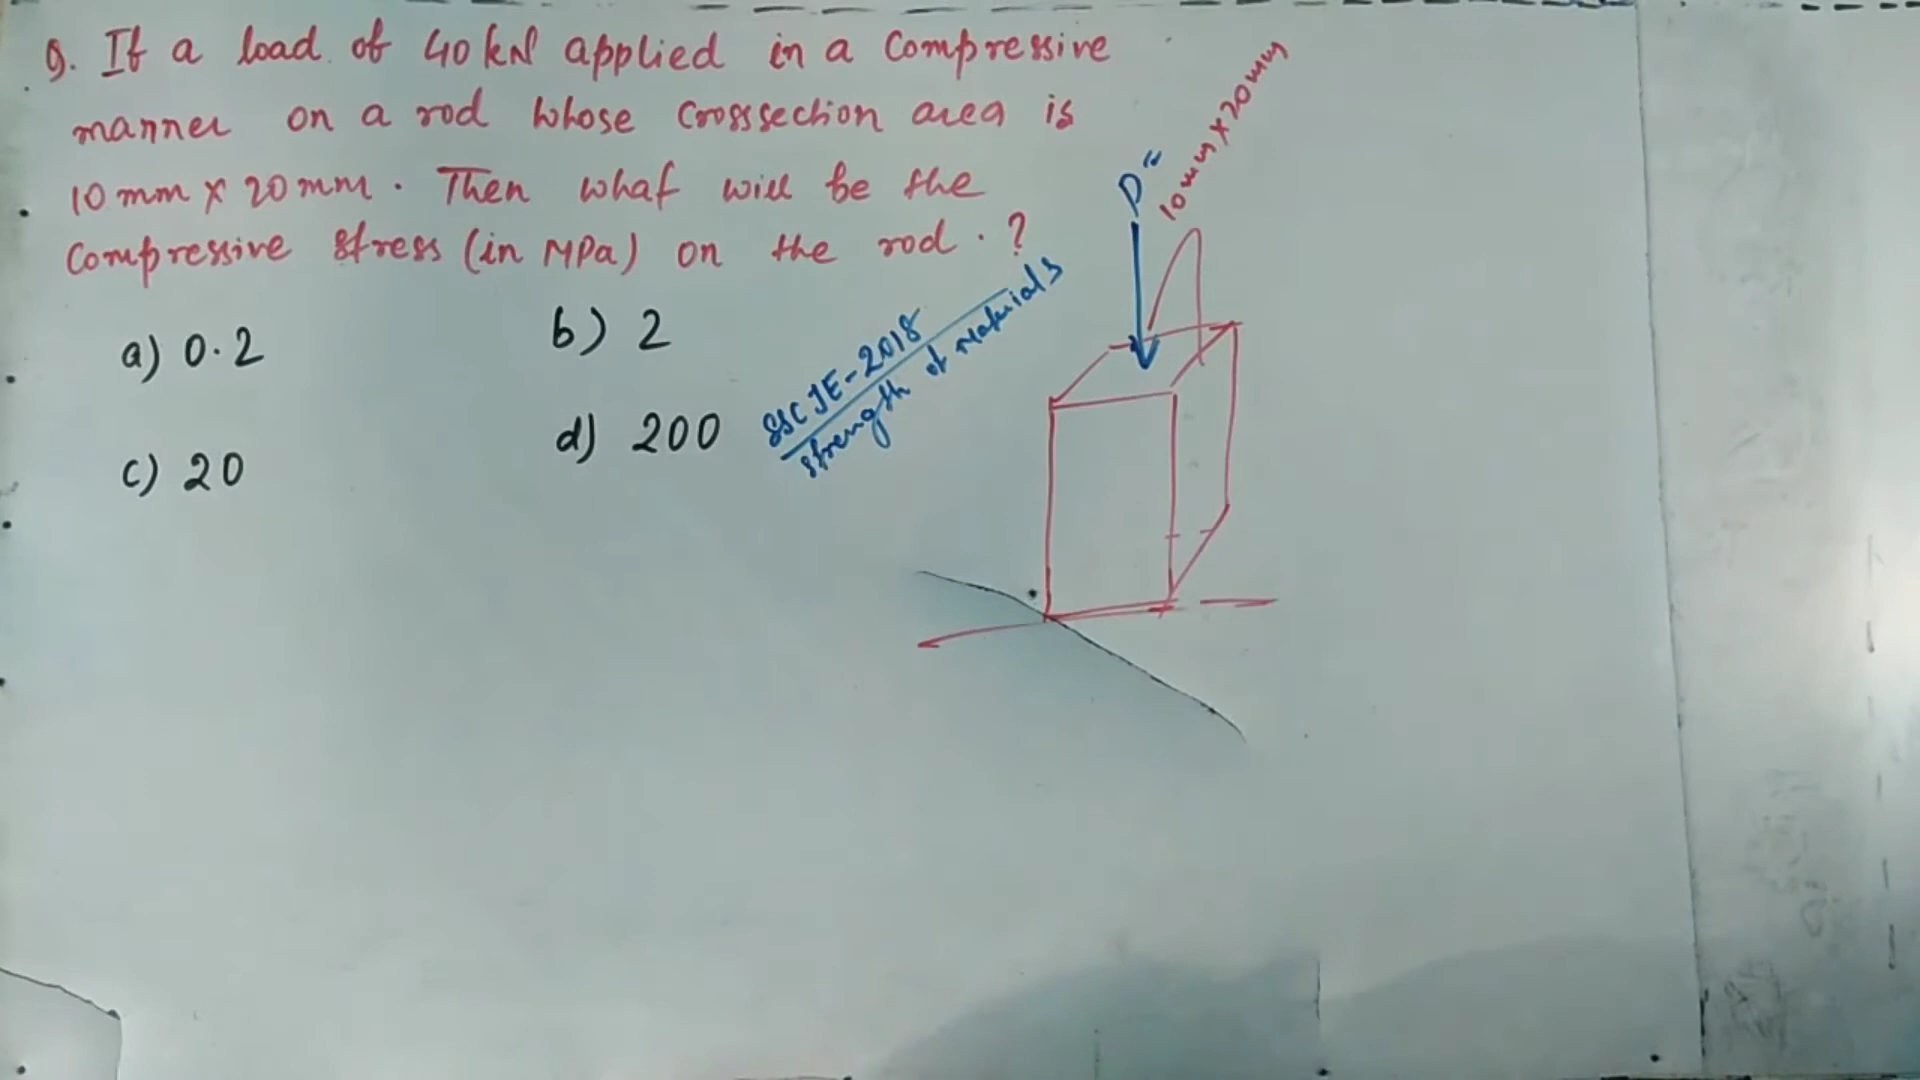 Q. If a load of 40 kN applied in a compressive
manner on a rod whose crosssection area is
10 mm x 20 mm. Then what will be the
compressive stress (in MPa) on the rod.?
a) 0.2
b) 2
c) 20
d) 200
SSC JE-2018
strength of Materials
P=
10mm x 20mm